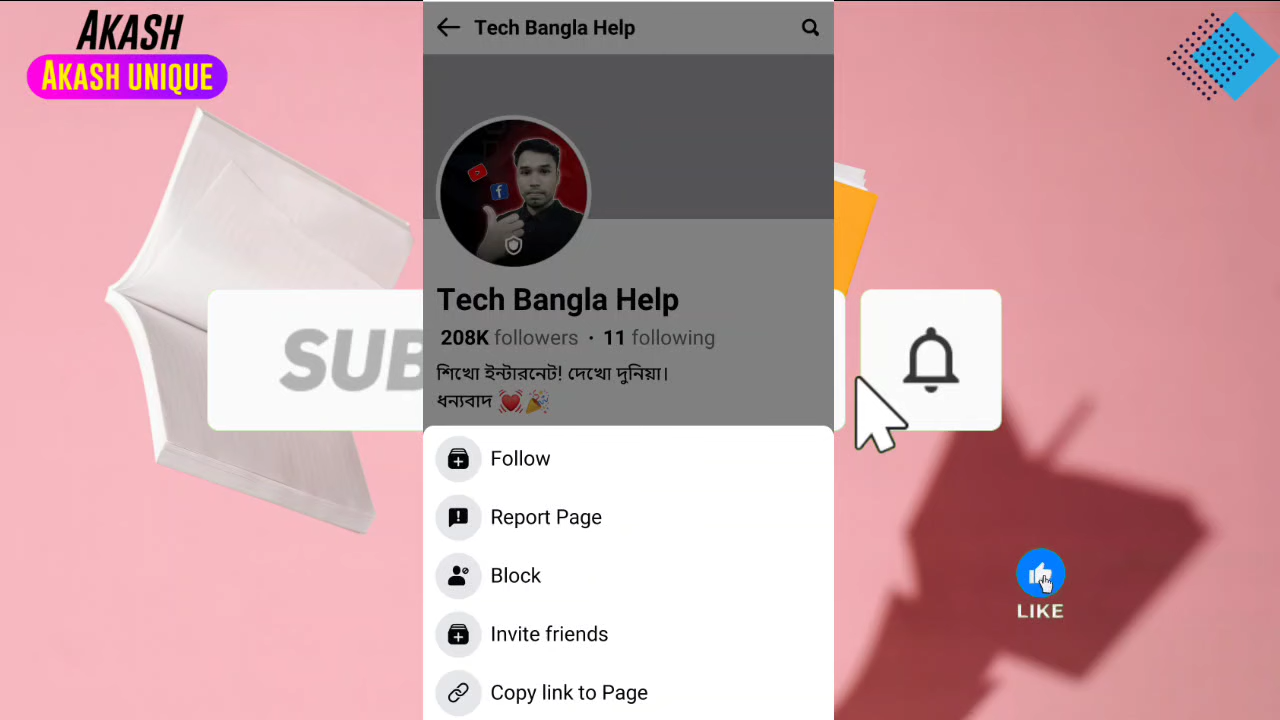 AKASH
AKASH UNIQUE
Tech Bangla Help
Tech Bangla Help
208K followers · 11 following
শিখো ইন্টারনেট! দেখো দুনিয়া।
ধন্যবাদ 💓🎉
SUB
Follow
Report Page
Block
Invite friends
Copy link to Page
LIKE